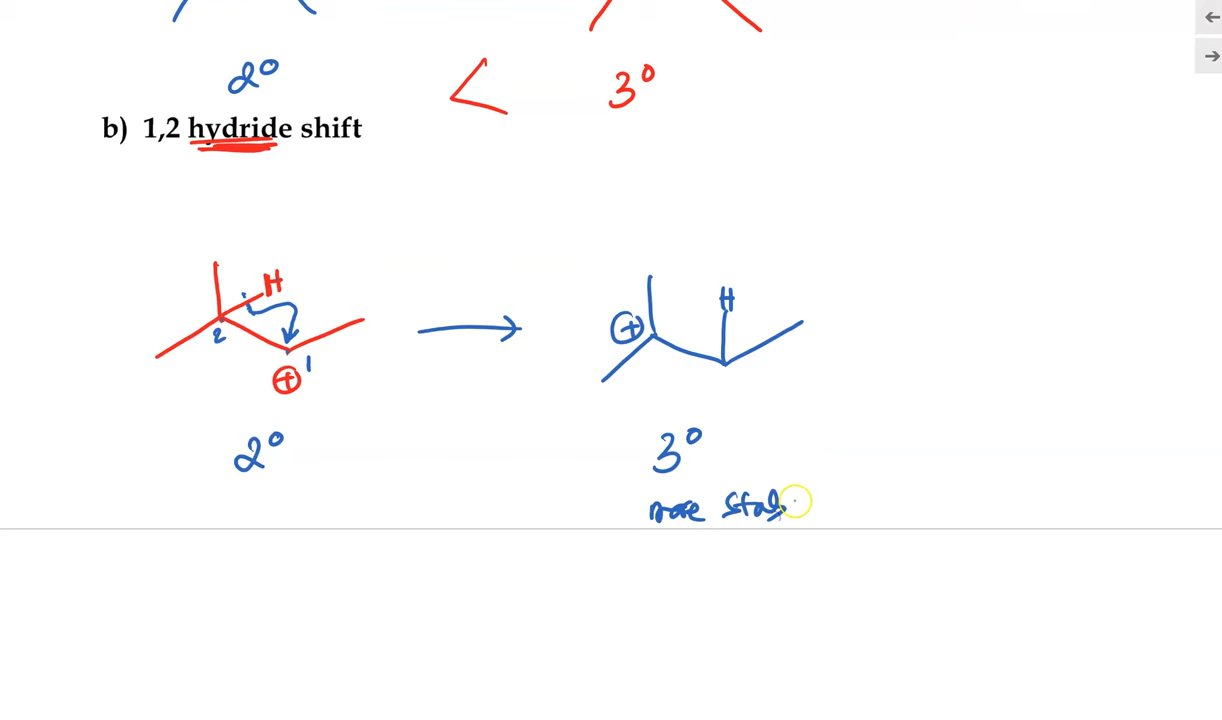 2° < 3°
b) 1,2 hydride shift
H
H
2
+
+
1
2°
3°
more stab